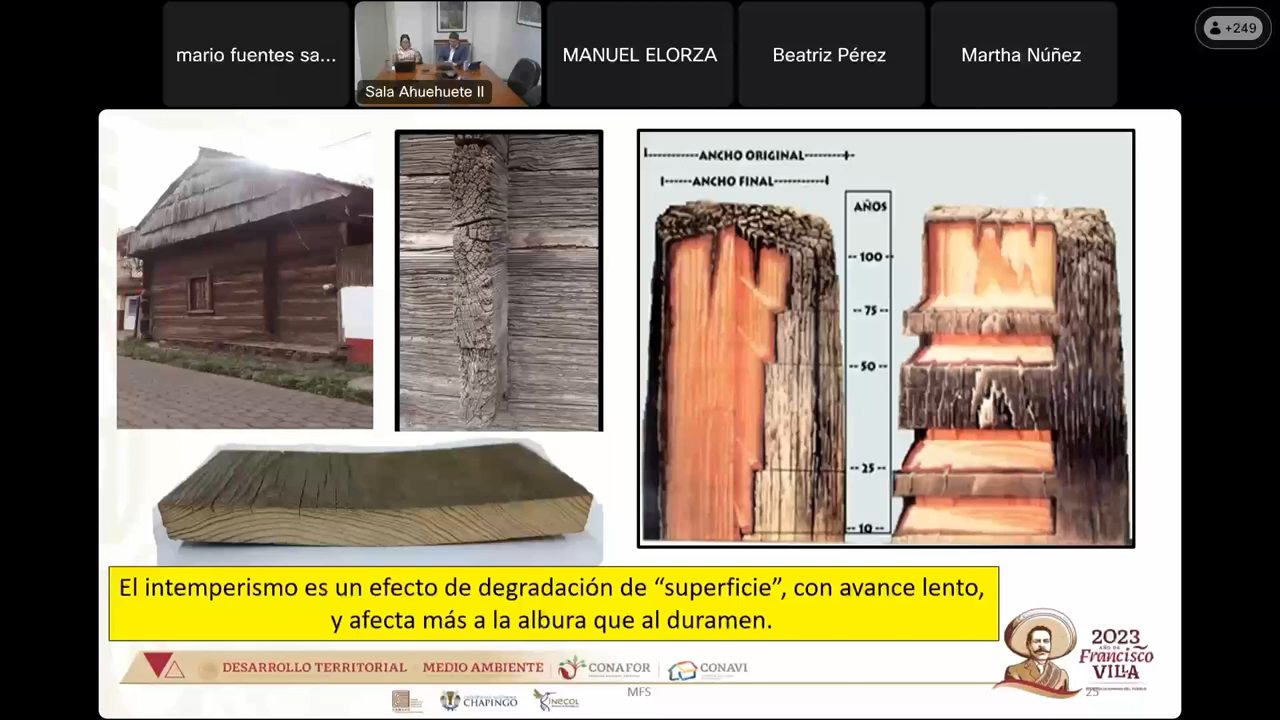 mario fuentes sa...
Sala Ahuehuete II
MANUEL ELORZA
Beatriz Pérez
Martha Núñez
+249
ANCHO ORIGINAL
ANCHO FINAL
AÑOS
100
75
50
25
10
El intemperismo es un efecto de degradación de “superficie”, con avance lento,
y afecta más a la albura que al duramen.
DESARROLLO TERRITORIAL MEDIO AMBIENTE CONAFOR CONAVI
CHAPINGO INECOL
MFS
2023
Francisco
VILLA
25